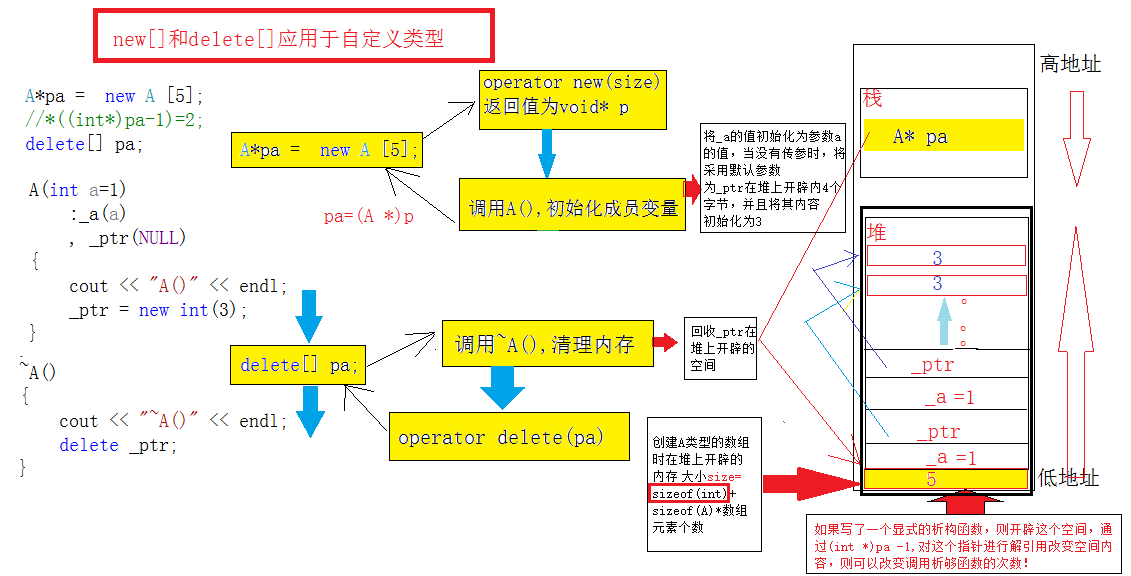 new[]和delete[]应用于自定义类型
A*pa =  new A [5];
//*((int*)pa-1)=2;
delete[] pa;
A(int a=1)
:_a(a)
, _ptr(NULL)
{
cout << "A()" << endl;
_ptr = new int(3);
}
~A()
{
cout << "~A()" << endl;
delete _ptr;
}
A*pa =  new A [5];
operator new(size)
返回值为void* p
调用A(),初始化成员变量
pa=(A *)p
将_a的值初始化为参数a
的值，当没有传参时，将
采用默认参数
为_ptr在堆上开辟内4个
字节，并且将其内容
初始化为3
delete[] pa;
调用~A(),清理内存
operator delete(pa)
回收_ptr在
堆上开辟的
空间
创建A类型的数组
时在堆上开辟的
内存 大小size=
sizeof(int)+
sizeof(A)*数组
元素个数
高地址
栈
A* pa
堆
3
3
_ptr
_a =1
_ptr
_a =1
5
低地址
如果写了一个显式的析构函数，则开辟这个空间，通
过(int *)pa -1,对这个指针进行解引用改变空间内
容，则可以改变调用析够函数的次数！